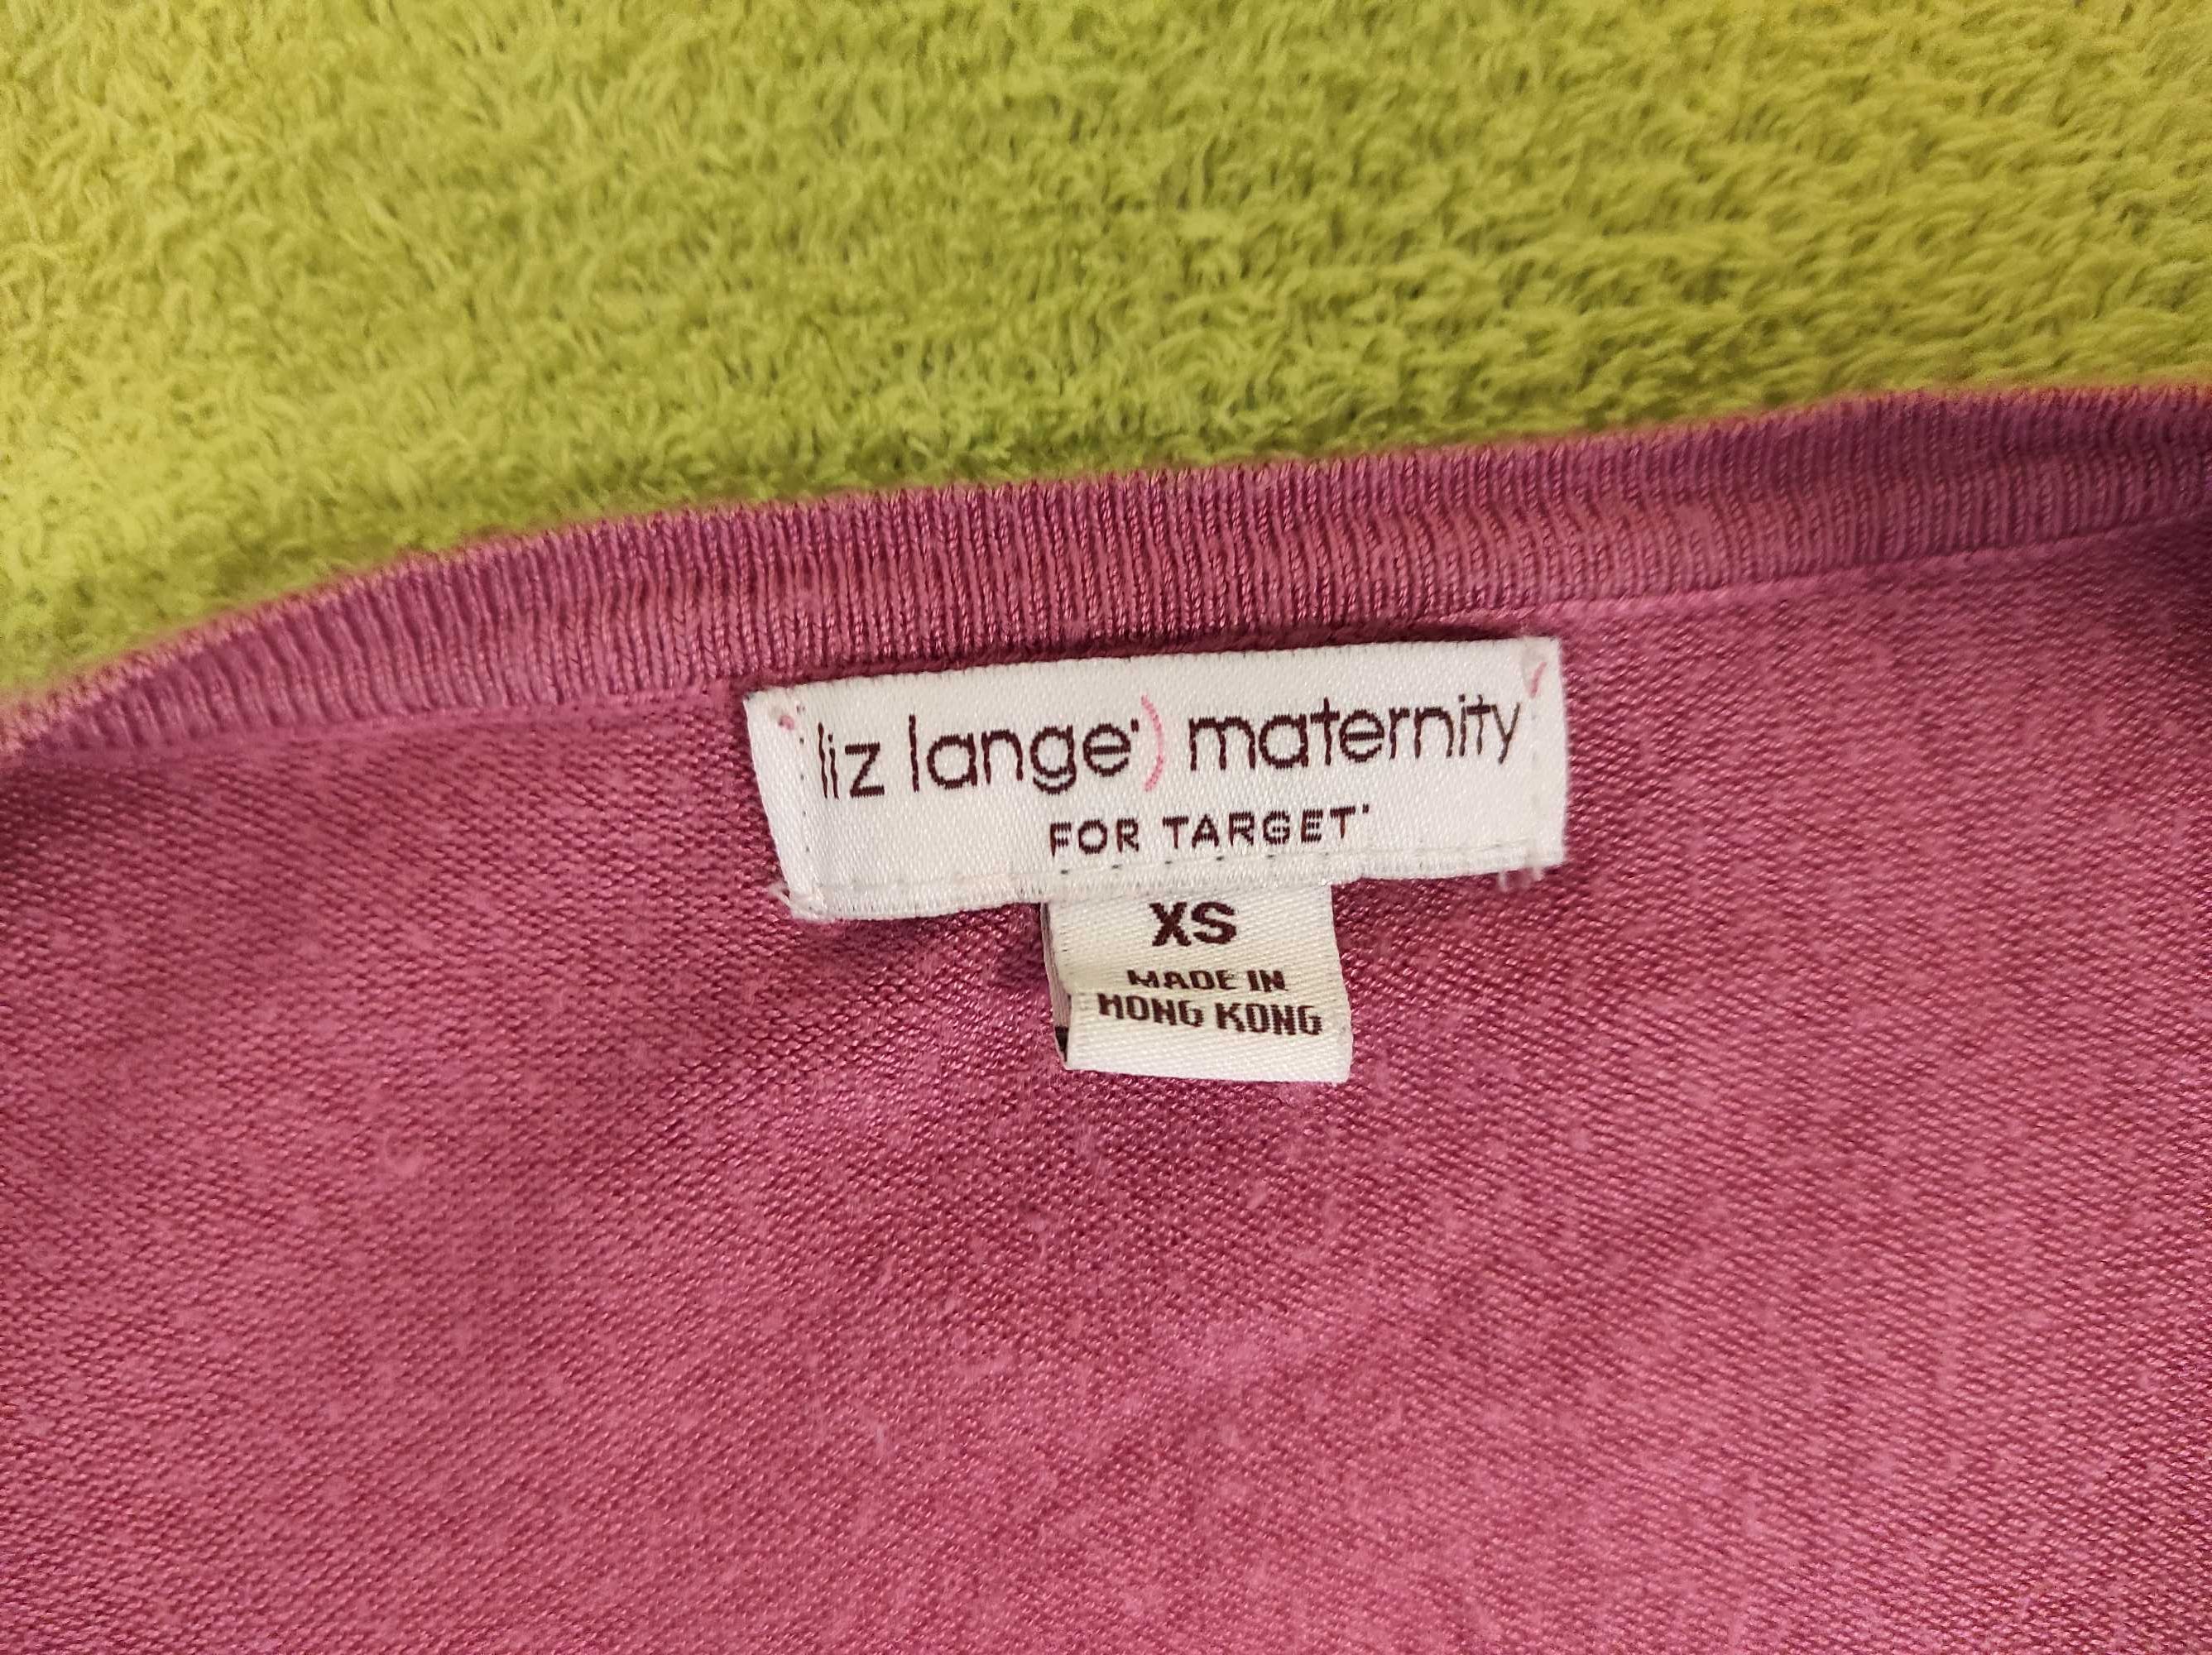 liz lange) maternity
FOR TARGET
XS
MADE IN
HONG KONG